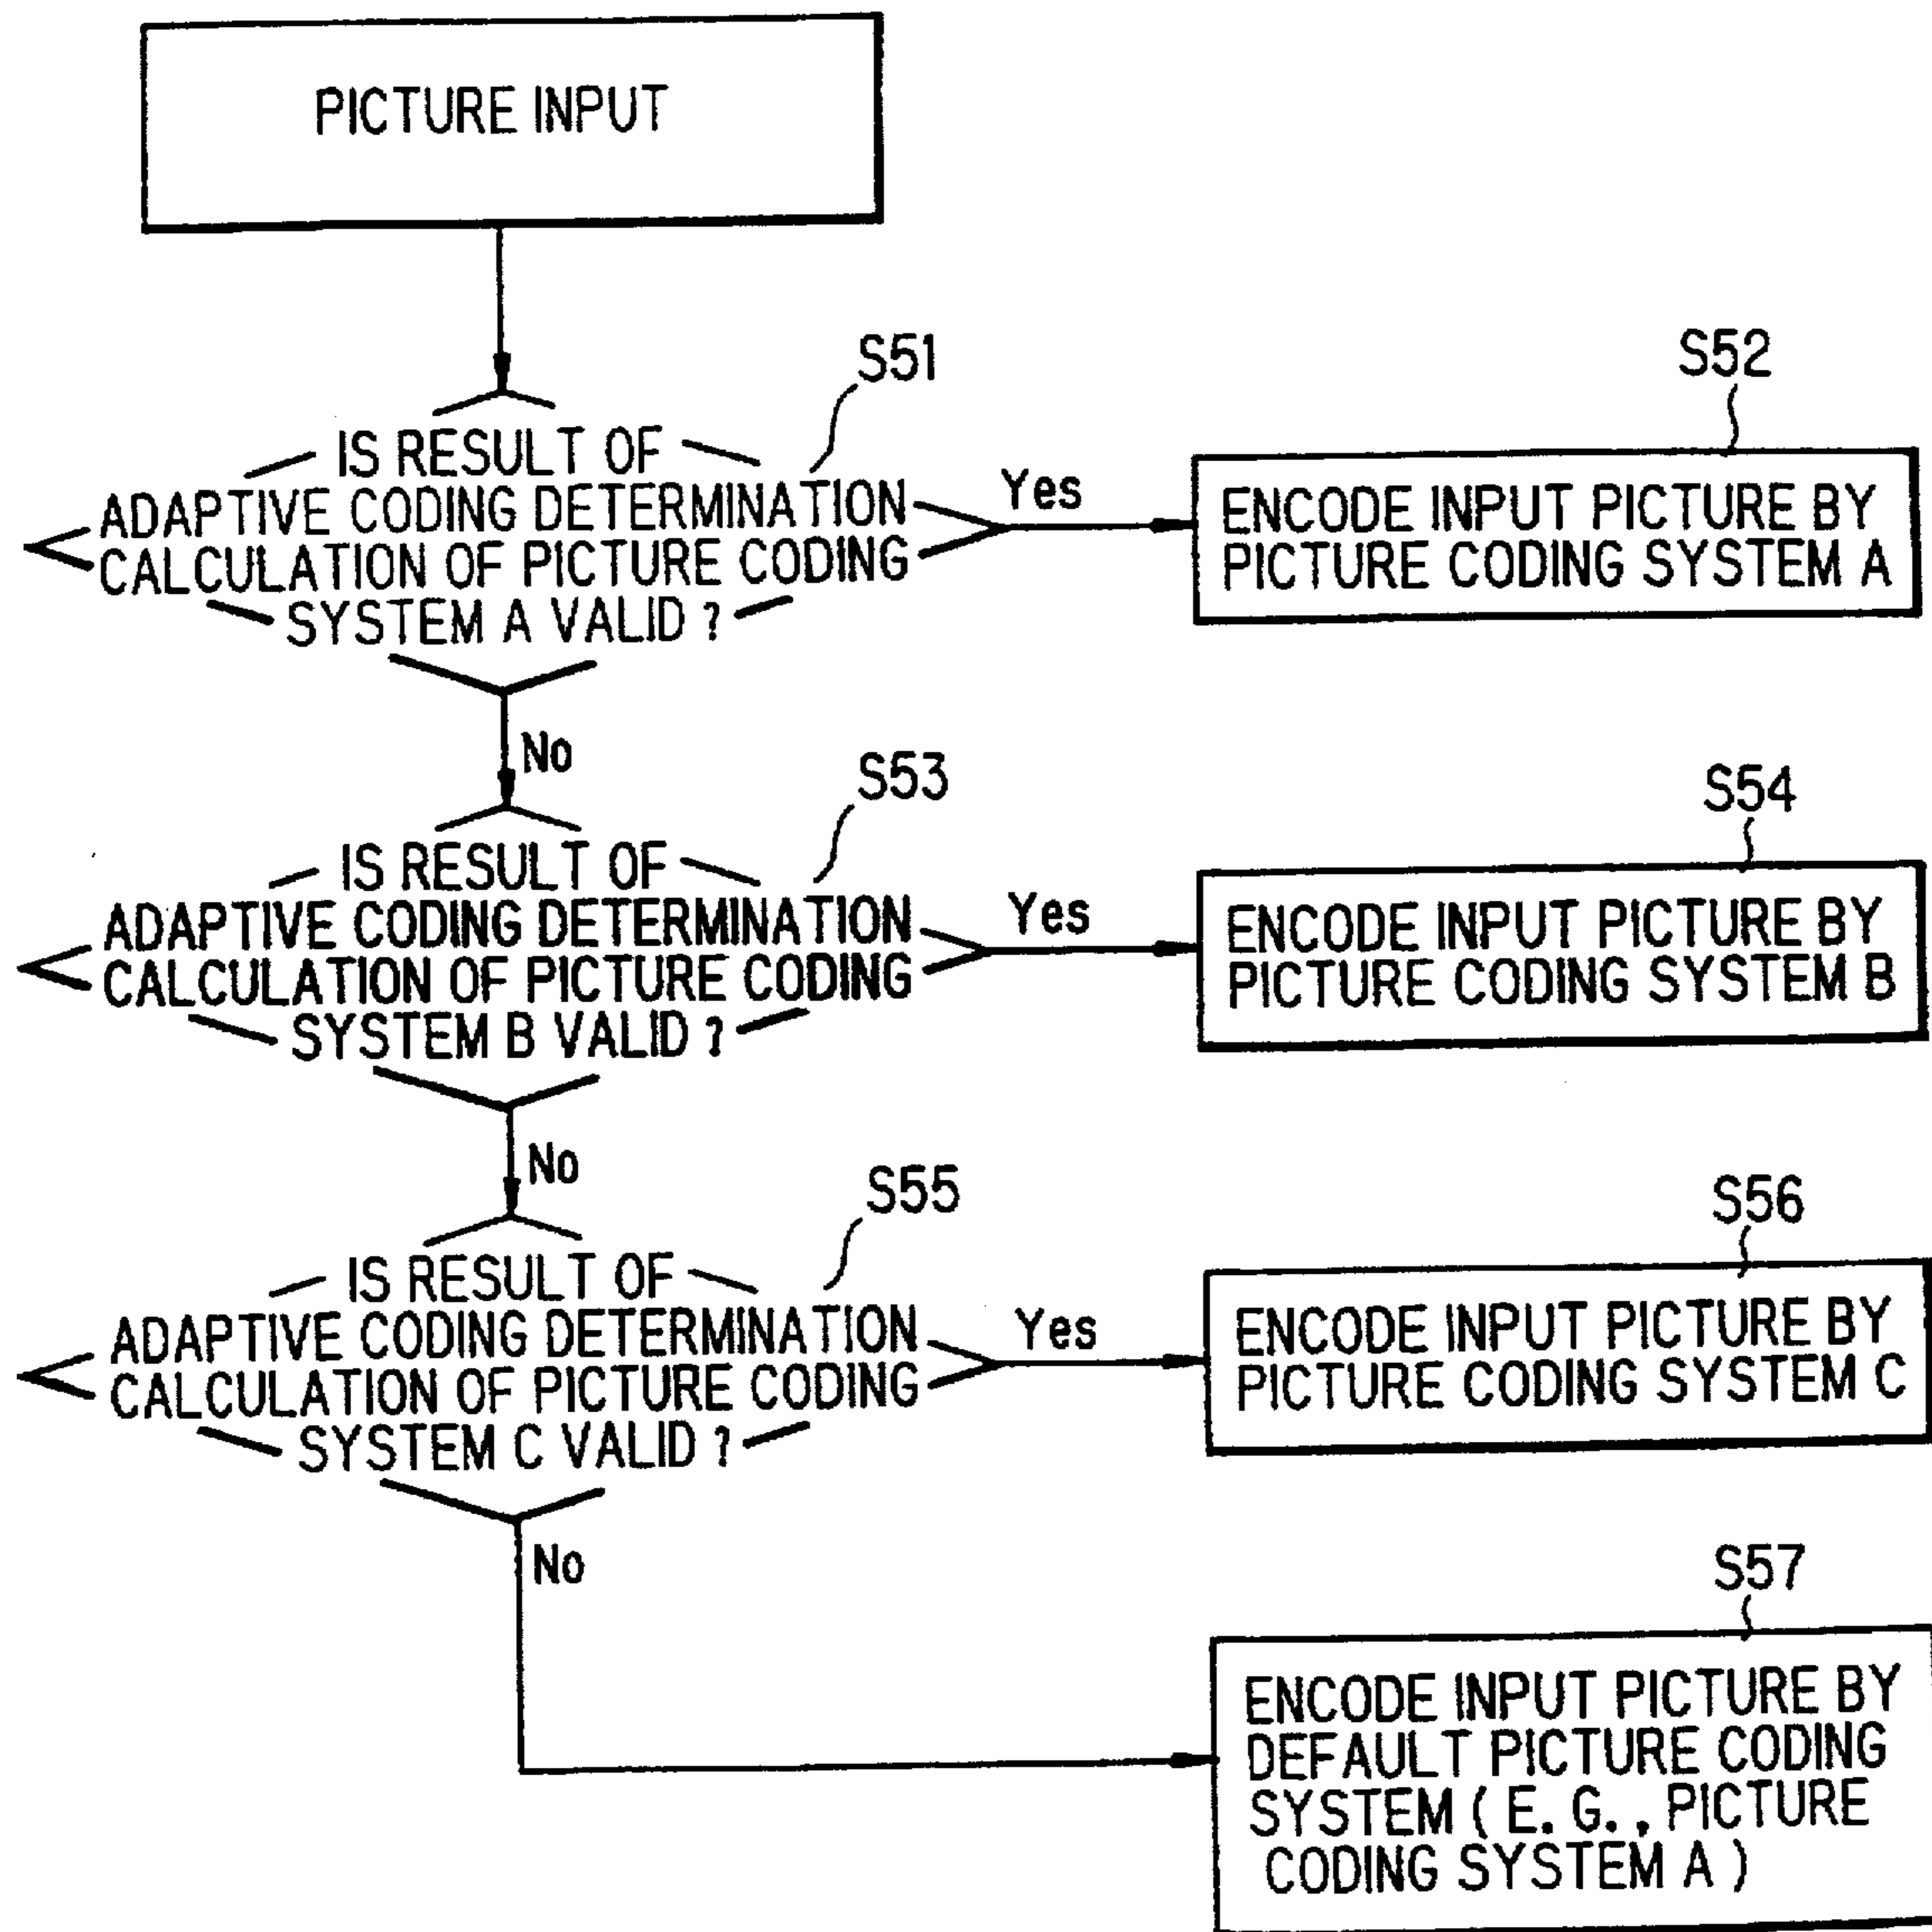 PICTURE INPUT
S51
IS RESULT OF
ADAPTIVE CODING DETERMINATION
CALCULATION OF PICTURE CODING
SYSTEM A VALID ?
Yes
S52
ENCODE INPUT PICTURE BY
PICTURE CODING SYSTEM A
No
S53
IS RESULT OF
ADAPTIVE CODING DETERMINATION
CALCULATION OF PICTURE CODING
SYSTEM B VALID ?
Yes
S54
ENCODE INPUT PICTURE BY
PICTURE CODING SYSTEM B
No
S55
IS RESULT OF
ADAPTIVE CODING DETERMINATION
CALCULATION OF PICTURE CODING
SYSTEM C VALID ?
Yes
S56
ENCODE INPUT PICTURE BY
PICTURE CODING SYSTEM C
No
S57
ENCODE INPUT PICTURE BY
DEFAULT PICTURE CODING
SYSTEM ( E. G. , PICTURE
CODING SYSTEM A )